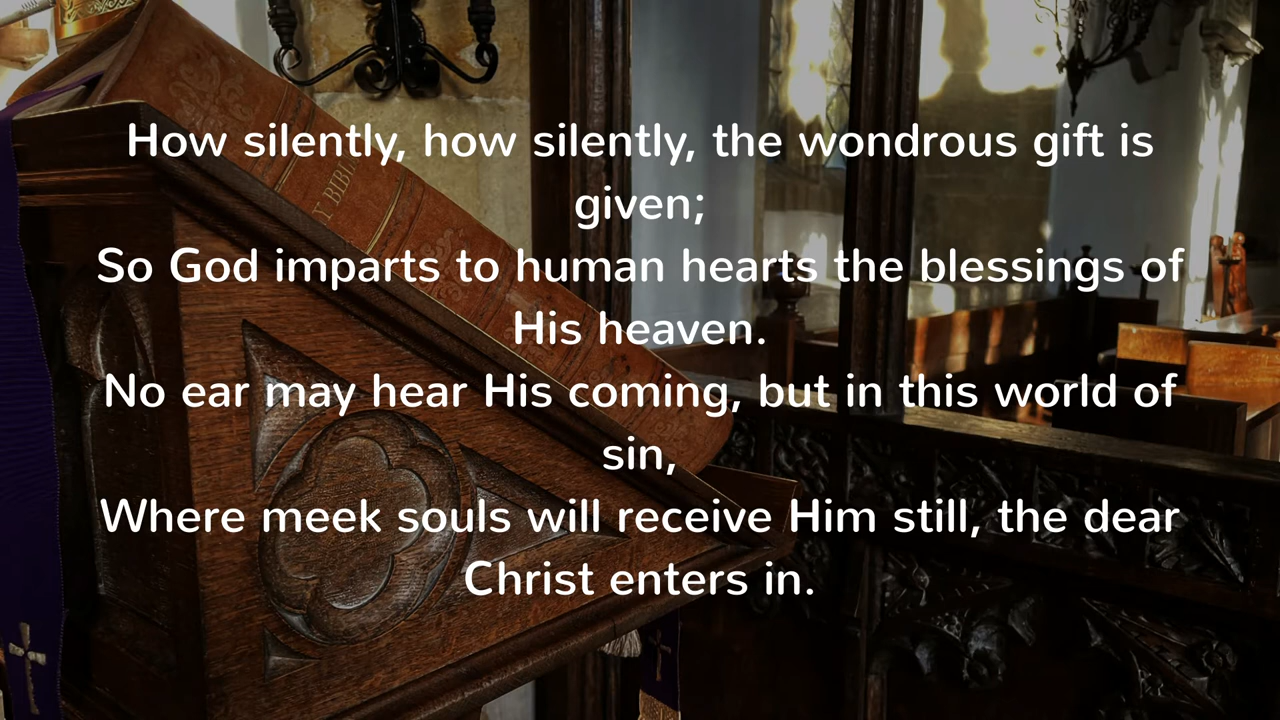 How silently, how silently, the wondrous gift is
given;
So God imparts to human hearts the blessings of
His heaven.
No ear may hear His coming, but in this world of
sin,
Where meek souls will receive Him still, the dear
Christ enters in.
Y BIB